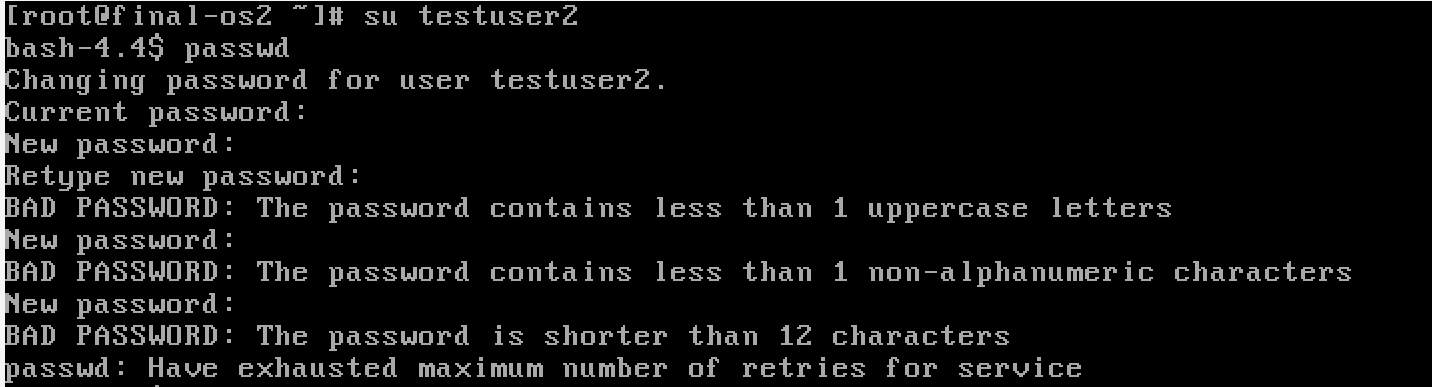 [root@final-os2 ~]# su testuser2
bash-4.4$ passwd
Changing password for user testuser2.
Current password:
New password:
Retype new password:
BAD PASSWORD: The password contains less than 1 uppercase letters
New password:
BAD PASSWORD: The password contains less than 1 non-alphanumeric characters
New password:
BAD PASSWORD: The password is shorter than 12 characters
passwd: Have exhausted maximum number of retries for service